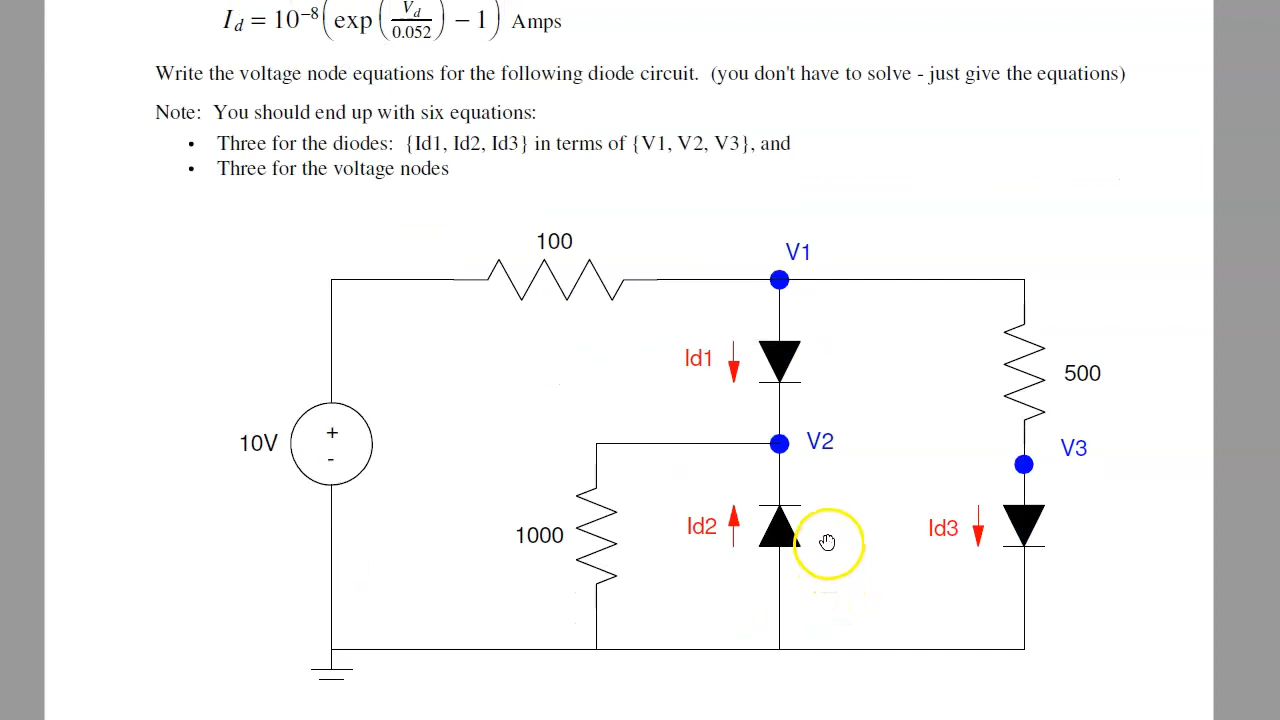 I_d = 10^−8 ( exp ( V_d / 0.052 ) − 1 ) Amps
Write the voltage node equations for the following diode circuit. (you don't have to solve - just give the equations)
Note: You should end up with six equations:
• Three for the diodes: {Id1, Id2, Id3} in terms of {V1, V2, V3}, and
• Three for the voltage nodes
100
V1
Id1
500
10V
+
-
V2
V3
1000
Id2
Id3